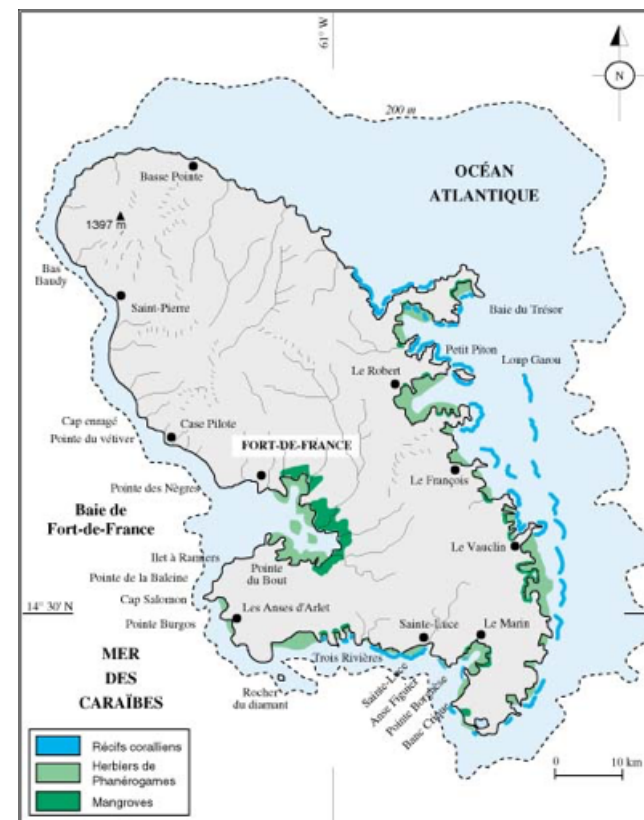 61° W
N
200 m
OCÉAN
ATLANTIQUE
Basse Pointe
1397 m
Bas
Baudy
Saint-Pierre
Baie du Trésor
Petit Piton
Loup Garou
Le Robert
Cap enragé
Case Pilote
Pointe du vétiver
FORT-DE-FRANCE
Le François
Pointe des Nègres
Baie de
Fort-de-France
Le Vauclin
Ilet à Ramiers
Pointe
du Bout
Pointe de la Baleine
Cap Salomon
14° 30' N
Les Anses d'Arlet
Pointe Burgos
Sainte-Luce
Le Marin
Trois Rivières
MER
DES
CARAÏBES
Rocher
du diamant
Sainte-Luce
Anse Figuier
Pointe Borghèse
Banc Cinque
Récifs coralliens
Herbiers de
Phanérogames
Mangroves
0 10 km